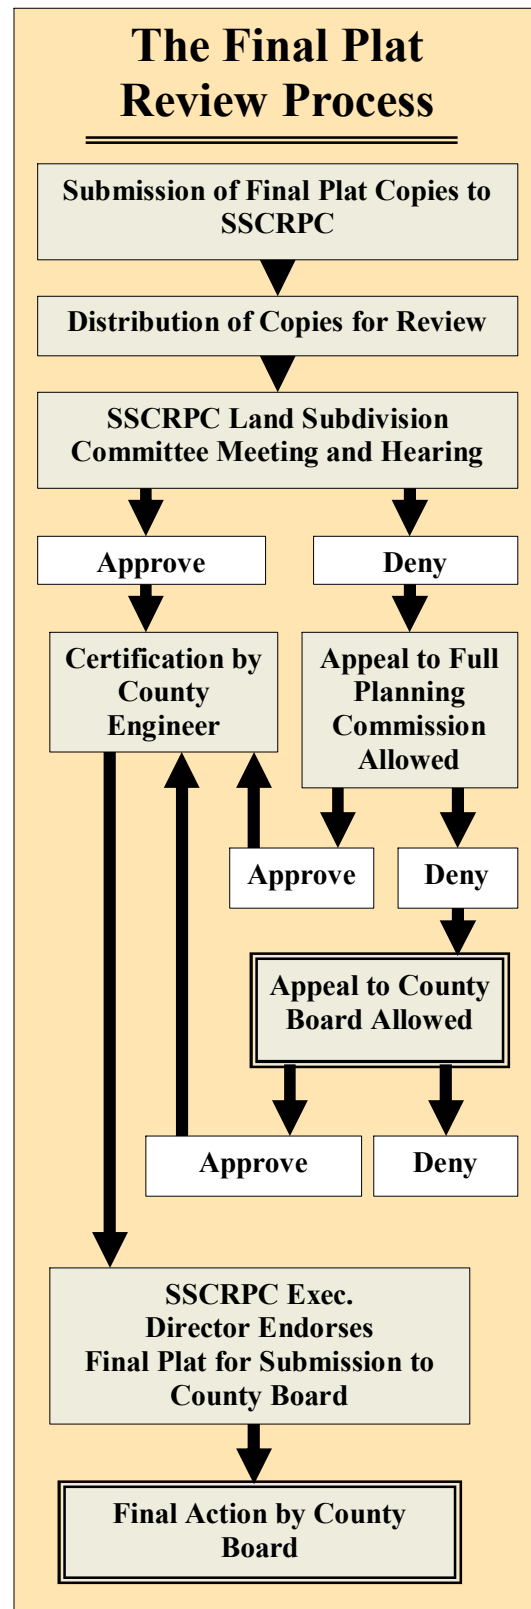 The Final Plat
Review Process
Submission of Final Plat Copies to
SSCRPC
Distribution of Copies for Review
SSCRPC Land Subdivision
Committee Meeting and Hearing
Approve
Deny
Certification by
County
Engineer
Appeal to Full
Planning
Commission
Allowed
Approve
Deny
Appeal to County
Board Allowed
Approve
Deny
SSCRPC Exec.
Director Endorses
Final Plat for Submission to
County Board
Final Action by County
Board